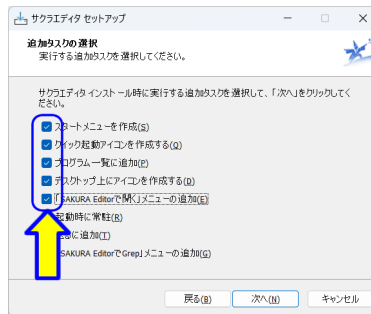 サクラエディタ セットアップ
追加タスクの選択
実行する追加タスクを選択してください。
サクラエディタ インストール時に実行する追加タスクを選択して、「次へ」をクリックしてく
ださい。
スタートメニューを作成(S)
クイック起動アイコンを作成する(Q)
プログラム一覧に追加(P)
デスクトップ上にアイコンを作成する(D)
「SAKURA Editorで開く」メニューの追加(E)
起動時に常駐(R)
に追加(T)
SAKURA EditorでGrep」メニューの追加(G)
戻る(B)
次へ(N)
キャンセル